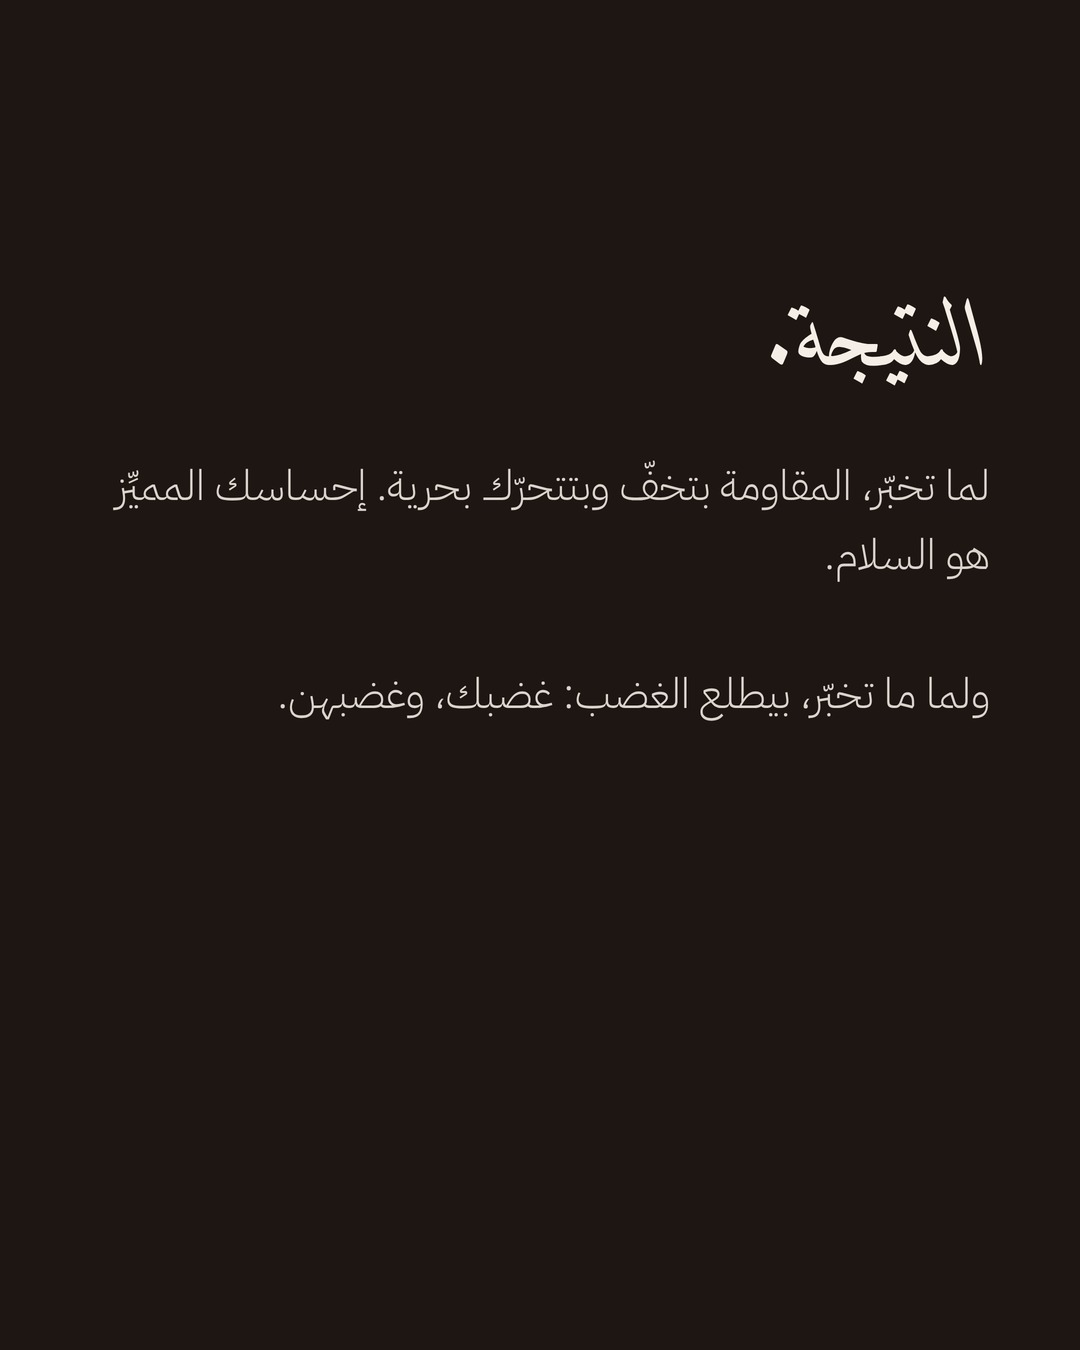 النتيجة.
لما تخبّر، المقاومة بتخفّ وبتتحرّك بحرية. إحساسك المميِّز
هو السلام.
ولما ما تخبّر، بيطلع الغضب: غضبك، وغضبهن.